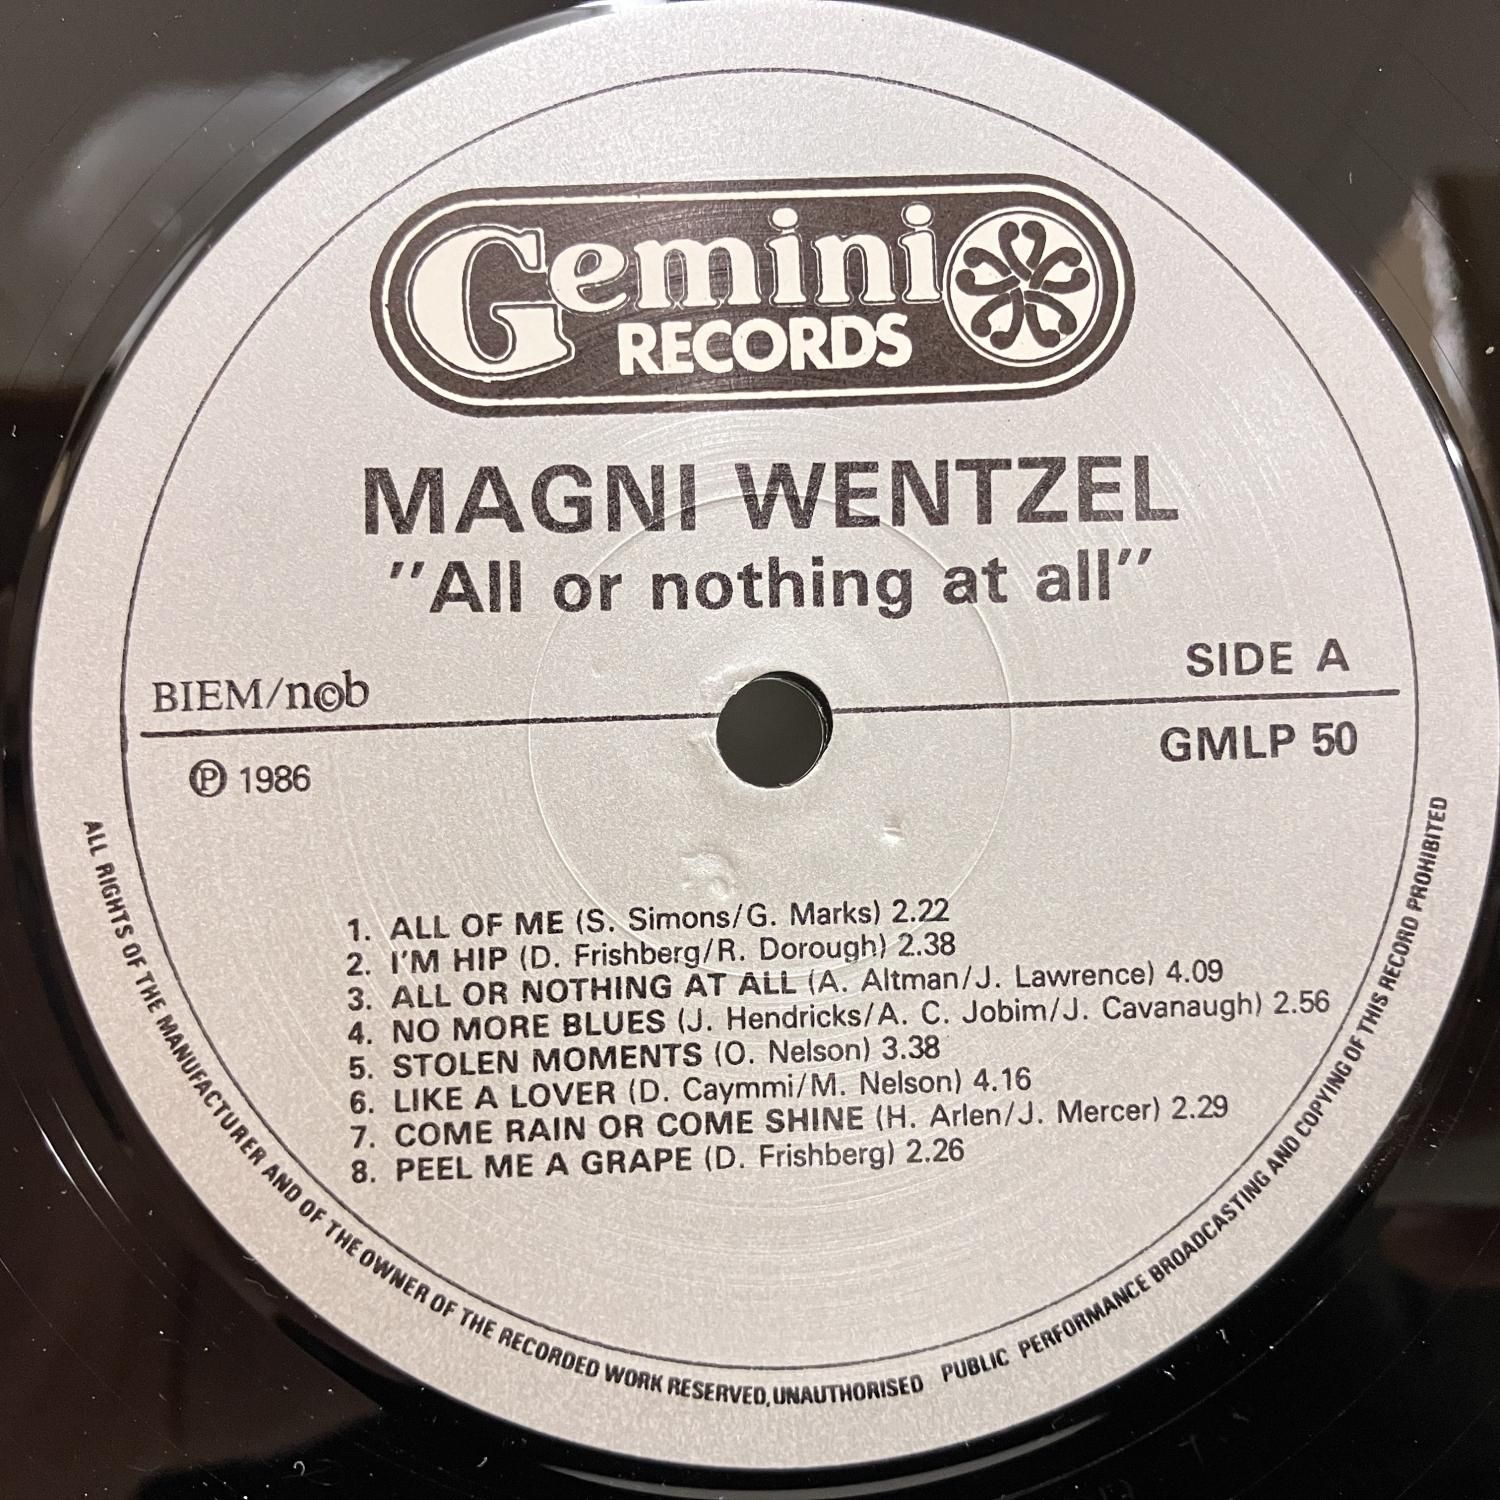 Gemini
RECORDS
MAGNI WENTZEL
"All or nothing at all"
SIDE A
BIEM/n©b
GMLP 50
℗ 1986
1. ALL OF ME (S. Simons/G. Marks) 2.22
2. I'M HIP (D. Frishberg/R. Dorough) 2.38
3. ALL OR NOTHING AT ALL (A. Altman/J. Lawrence) 4.09
4. NO MORE BLUES (J. Hendricks/A. C. Jobim/J. Cavanaugh) 2.56
5. STOLEN MOMENTS (O. Nelson) 3.38
6. LIKE A LOVER (D. Caymmi/M. Nelson) 4.16
7. COME RAIN OR COME SHINE (H. Arlen/J. Mercer) 2.29
8. PEEL ME A GRAPE (D. Frishberg) 2.26
ALL RIGHTS OF THE MANUFACTURER AND OF THE OWNER OF THE RECORDED WORK RESERVED, UNAUTHORISED PUBLIC PERFORMANCE BROADCASTING AND COPYING OF THIS RECORD PROHIBITED